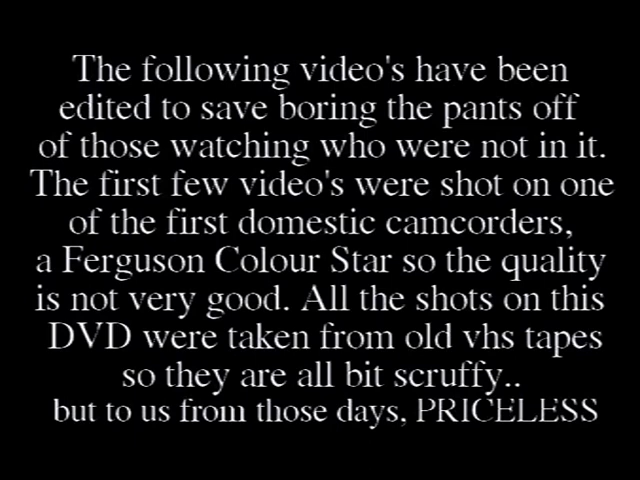 The following video's have been
edited to save boring the pants off
of those watching who were not in it.
The first few video's were shot on one
of the first domestic camcorders,
a Ferguson Colour Star so the quality
is not very good. All the shots on this
DVD were taken from old vhs tapes
so they are all bit scruffy..
but to us from those days, PRICELESS